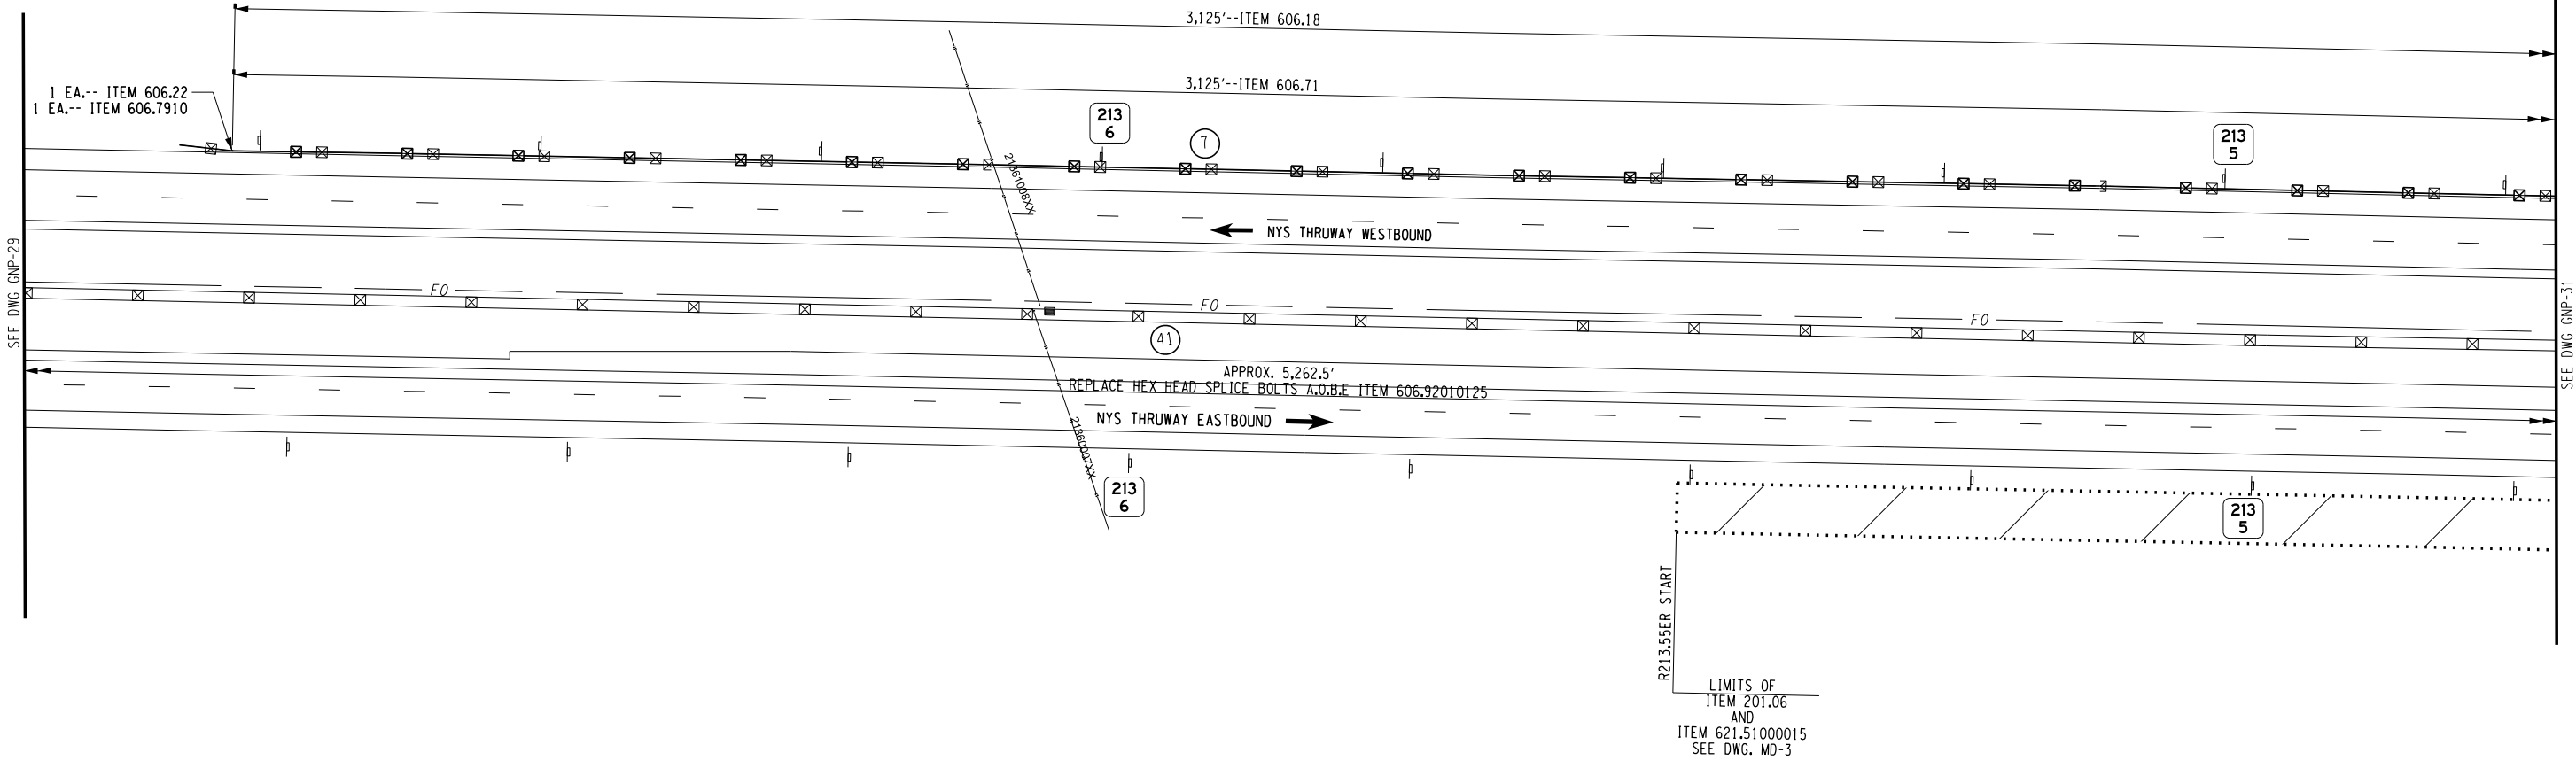 3,125'--ITEM 606.18
3,125'--ITEM 606.71
1 EA.-- ITEM 606.22
1 EA.-- ITEM 606.7910
213
6
7
213
5
21361008XX
NYS THRUWAY WESTBOUND
SEE DWG GNP-29
SEE DWG GNP-31
FO
FO
FO
41
APPROX. 5,262.5'
REPLACE HEX HEAD SPLICE BOLTS A.O.B.E ITEM 606.92010125
NYS THRUWAY EASTBOUND
21360007XX
213
6
213
5
R213.55ER START
LIMITS OF
ITEM 201.06
AND
ITEM 621.51000015
SEE DWG. MD-3